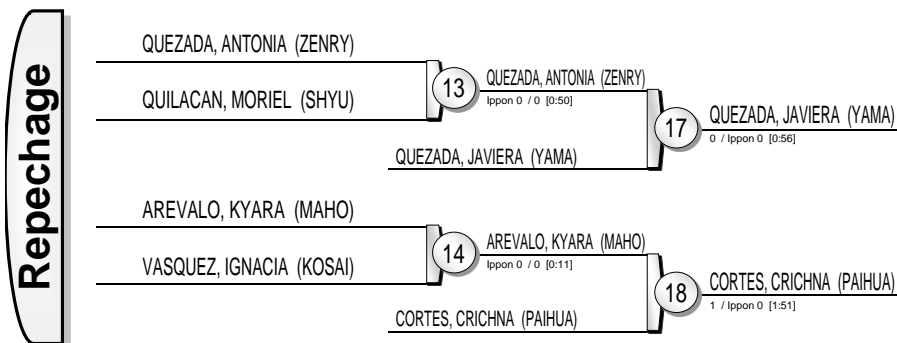 Repechage
QUEZADA, ANTONIA (ZENRY)
QUILACAN, MORIEL (SHYU)
13
QUEZADA, ANTONIA (ZENRY)
Ippon 0 / 0 [0:50]
QUEZADA, JAVIERA (YAMA)
17
QUEZADA, JAVIERA (YAMA)
0 / Ippon 0 [0:56]
AREVALO, KYARA (MAHO)
VASQUEZ, IGNACIA (KOSAI)
14
AREVALO, KYARA (MAHO)
Ippon 0 / 0 [0:11]
CORTES, CRICHNA (PAIHUA)
18
CORTES, CRICHNA (PAIHUA)
1 / Ippon 0 [1:51]